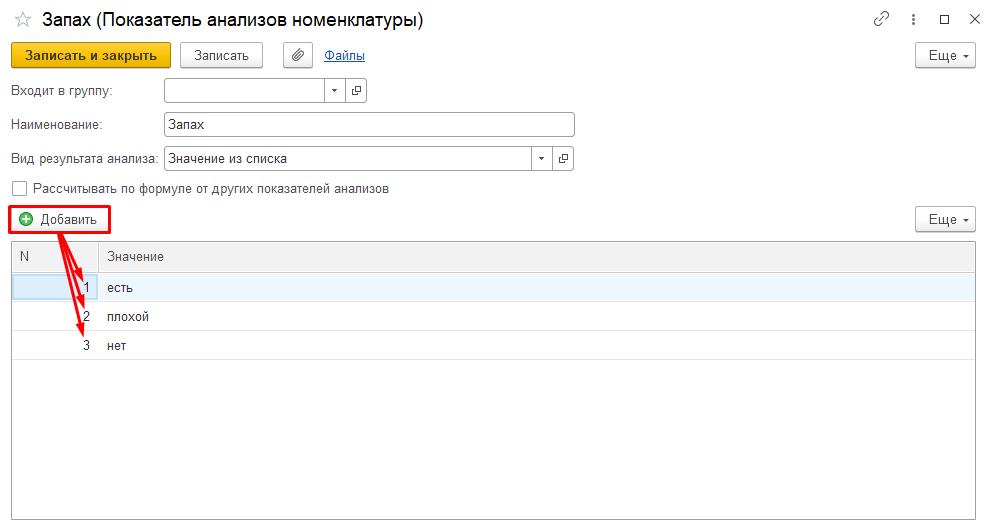 Запах (Показатель анализов номенклатуры)
Записать и закрыть Записать Файлы Еще
Входит в группу:
Наименование: Запах
Вид результата анализа: Значение из списка
Рассчитывать по формуле от других показателей анализов
Добавить Еще
N Значение
1 есть
2 плохой
3 нет